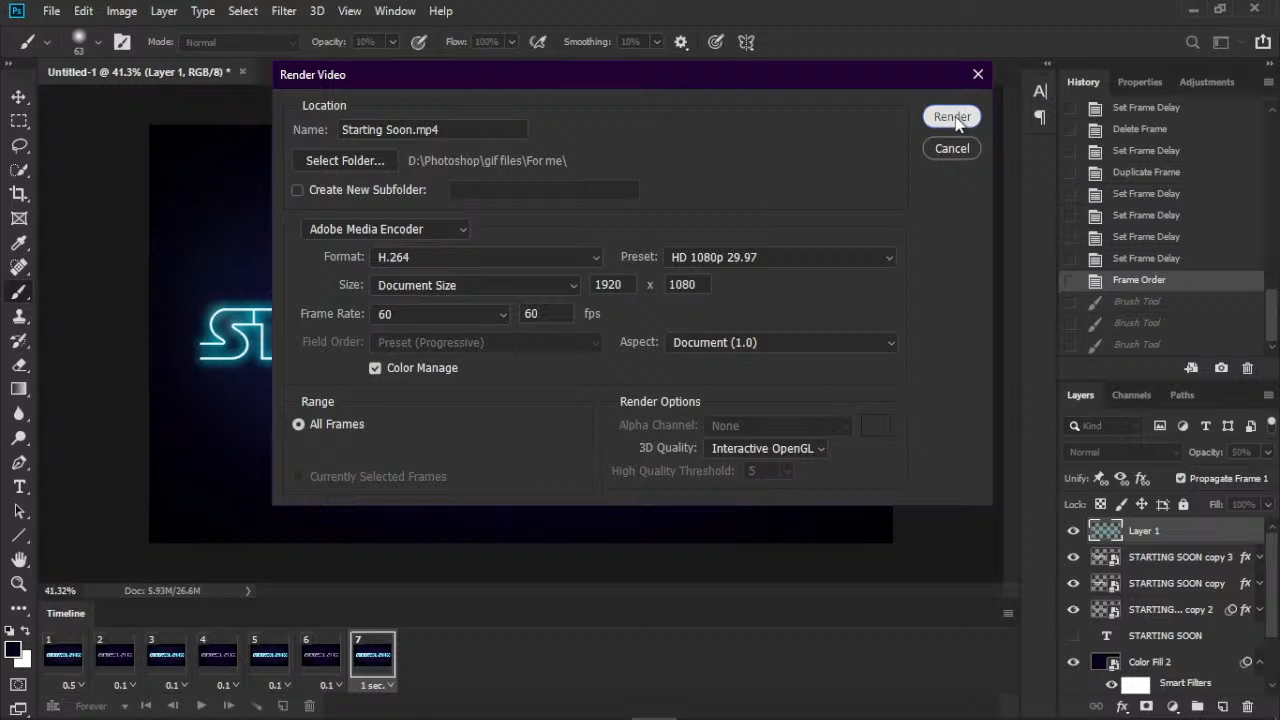 Ps File Edit Image Layer Type Select Filter 3D View Window Help
63 Mode: Normal Opacity: 10% Flow: 100% Smoothing: 10%
Untitled-1 @ 41.3% (Layer 1, RGB/8) *
Render Video
Location
Name: Starting Soon.mp4
Render
Select Folder... D:\Photoshop\gif files\For me\
Cancel
Create New Subfolder:
Adobe Media Encoder
Format: H.264 Preset: HD 1080p 29.97
Size: Document Size 1920 x 1080
Frame Rate: 60 60 fps
Field Order: Preset (Progressive) Aspect: Document (1.0)
Color Manage
Range
All Frames
Currently Selected Frames
Render Options
Alpha Channel: None
3D Quality: Interactive OpenGL
High Quality Threshold: 5
ST
History Properties Adjustments
Set Frame Delay
Delete Frame
Set Frame Delay
Duplicate Frame
Set Frame Delay
Set Frame Delay
Set Frame Delay
Set Frame Delay
Frame Order
Brush Tool
Brush Tool
Brush Tool
Layers Channels Paths
Kind
Normal Opacity: 50%
Unify: Propagate Frame 1
Lock: Fill: 100%
Layer 1
STARTING SOON copy 3 fx
STARTING SOON copy fx
STARTING... copy 2 fx
T STARTING SOON
Color Fill 2
Smart Filters
fx
41.32% Doc: 5.93M/26.6M
Timeline
1 2 3 4 5 6 7
0.5 0.1 0.1 0.1 0.1 0.1 1 sec.
Forever